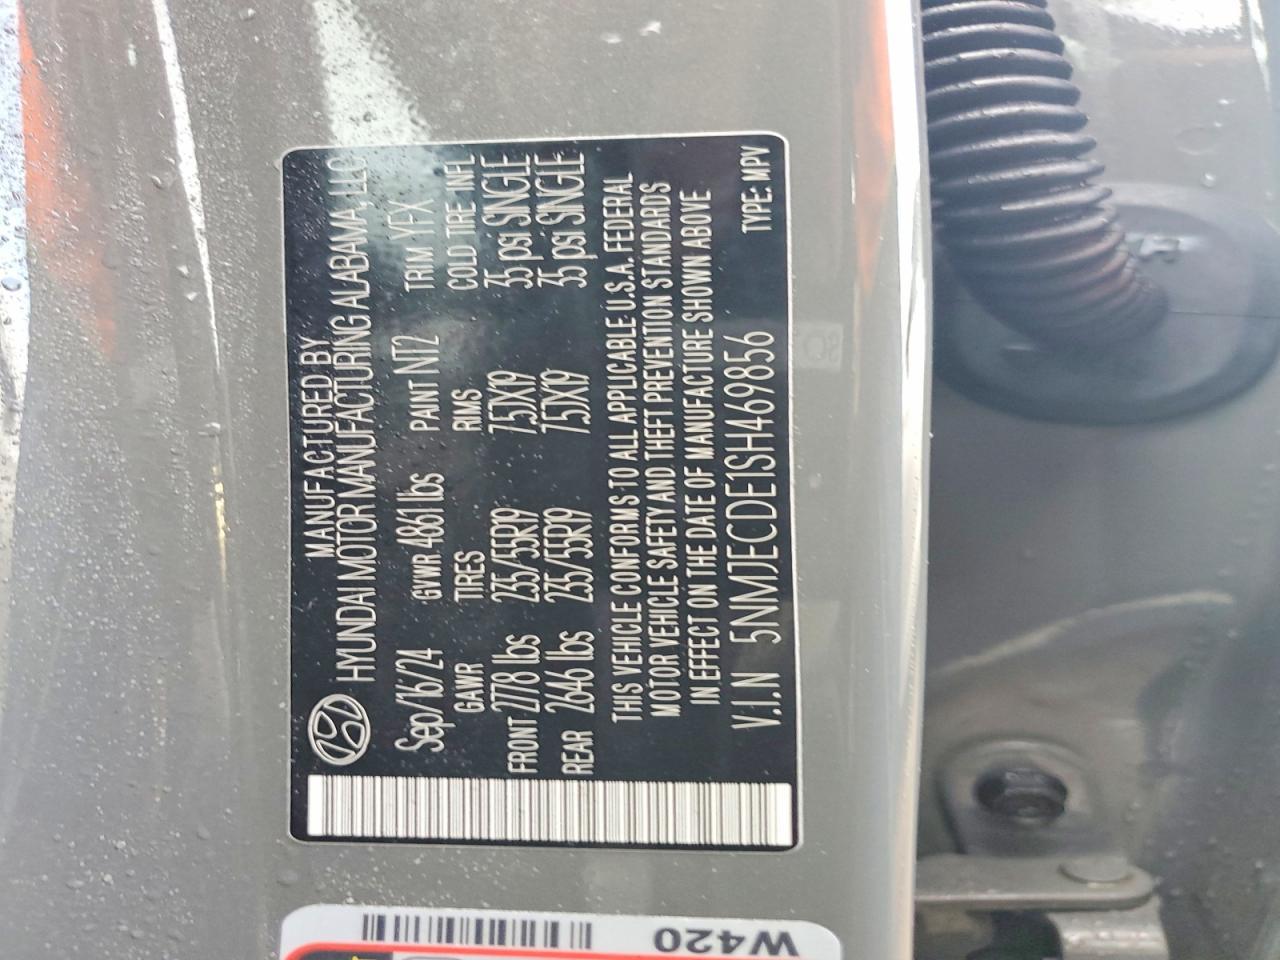 MANUFACTURED BY
HYUNDAI MOTOR MANUFACTURING ALABAMA, LLC
Sep/16/24 GVWR 4861 lbs PAINT NT2 TRIM YFX
GAWR TIRES RIMS COLD TIRE INFL
FRONT 2778 lbs 235/55R19 7.5JX19 35 psi SINGLE
REAR 2646 lbs 235/55R19 7.5JX19 35 psi SINGLE
THIS VEHICLE CONFORMS TO ALL APPLICABLE U.S.A. FEDERAL
MOTOR VEHICLE SAFETY AND THEFT PREVENTION STANDARDS
IN EFFECT ON THE DATE OF MANUFACTURE SHOWN ABOVE
V.I.N 5NMJECDE1SH469856 TYPE: MPV
W420